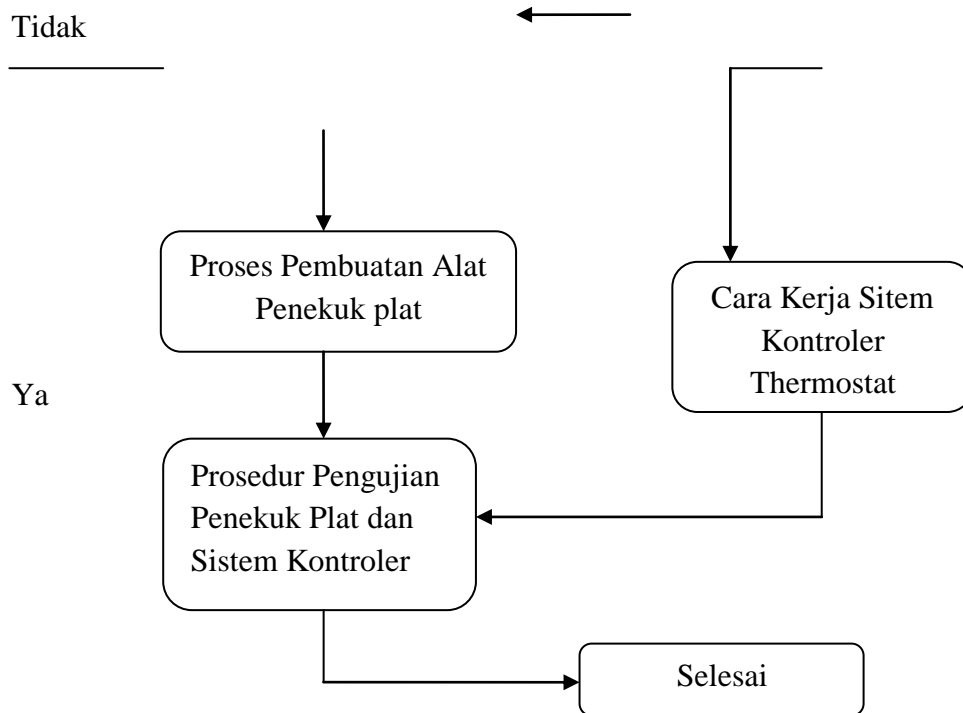 Tidak
Proses Pembuatan Alat
Penekuk plat
Cara Kerja Sitem
Kontroler
Thermostat
Ya
Prosedur Pengujian
Penekuk Plat dan
Sistem Kontroler
Selesai